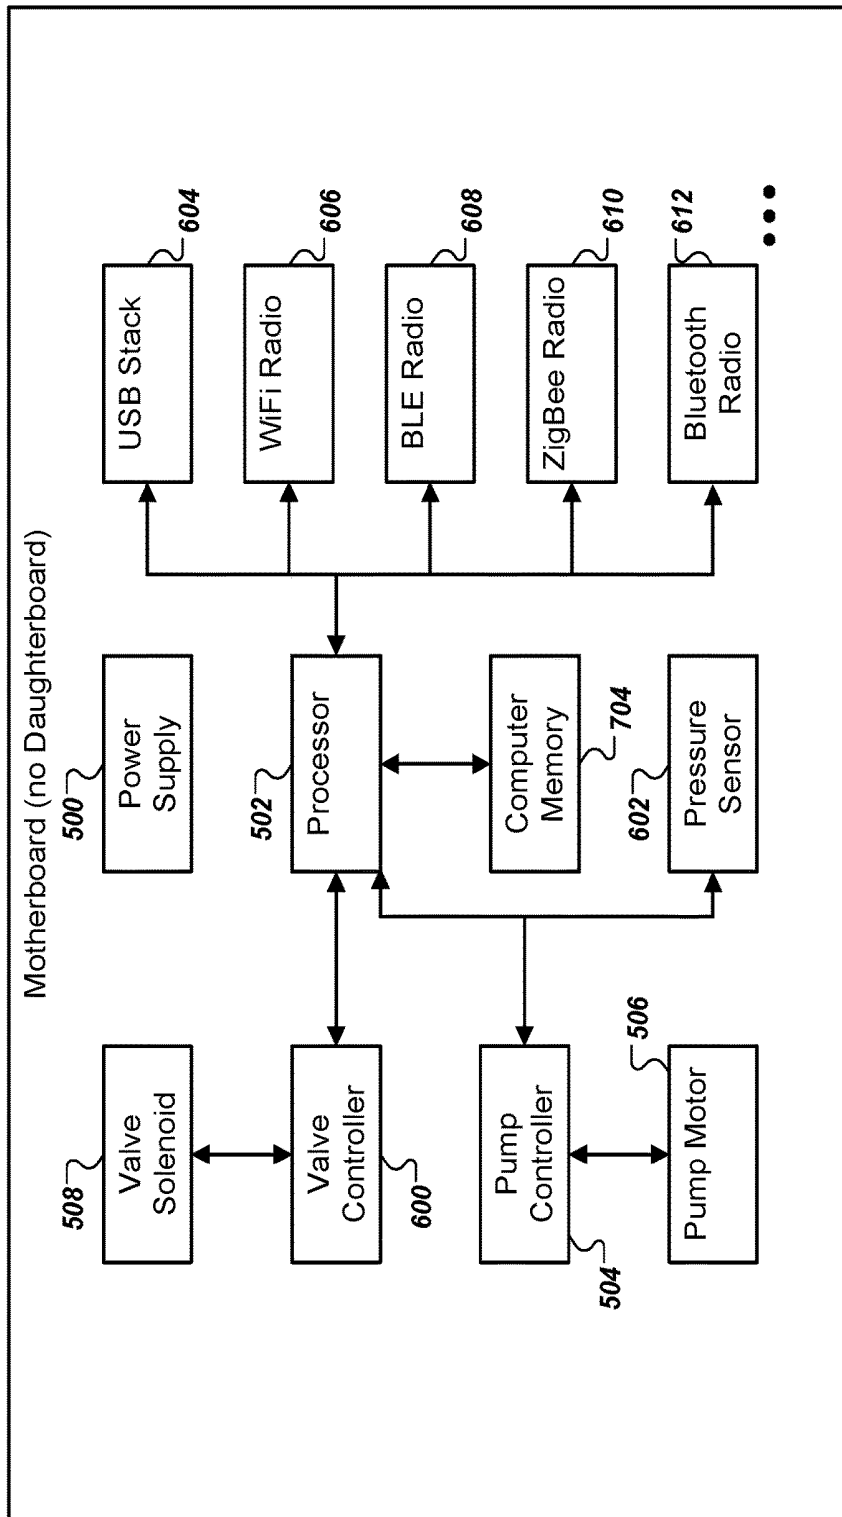 Motherboard (no Daughterboard)
508
Valve
Solenoid
500
Power
Supply
USB Stack
604
Valve
Controller
600
502
Processor
WiFi Radio
606
BLE Radio
608
Pump
Controller
504
Computer
Memory
704
ZigBee Radio
610
506
Pump Motor
602
Pressure
Sensor
Bluetooth
Radio
612
•••